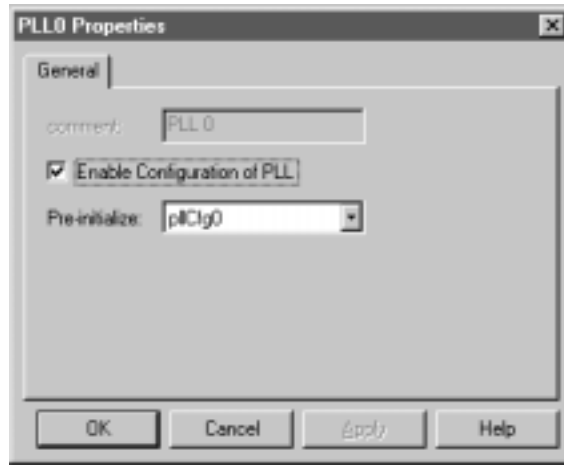 PLL0 Properties
General
comment: PLL 0
Enable Configuration of PLL
Pre-initialize: pllCfg0
OK Cancel Apply Help